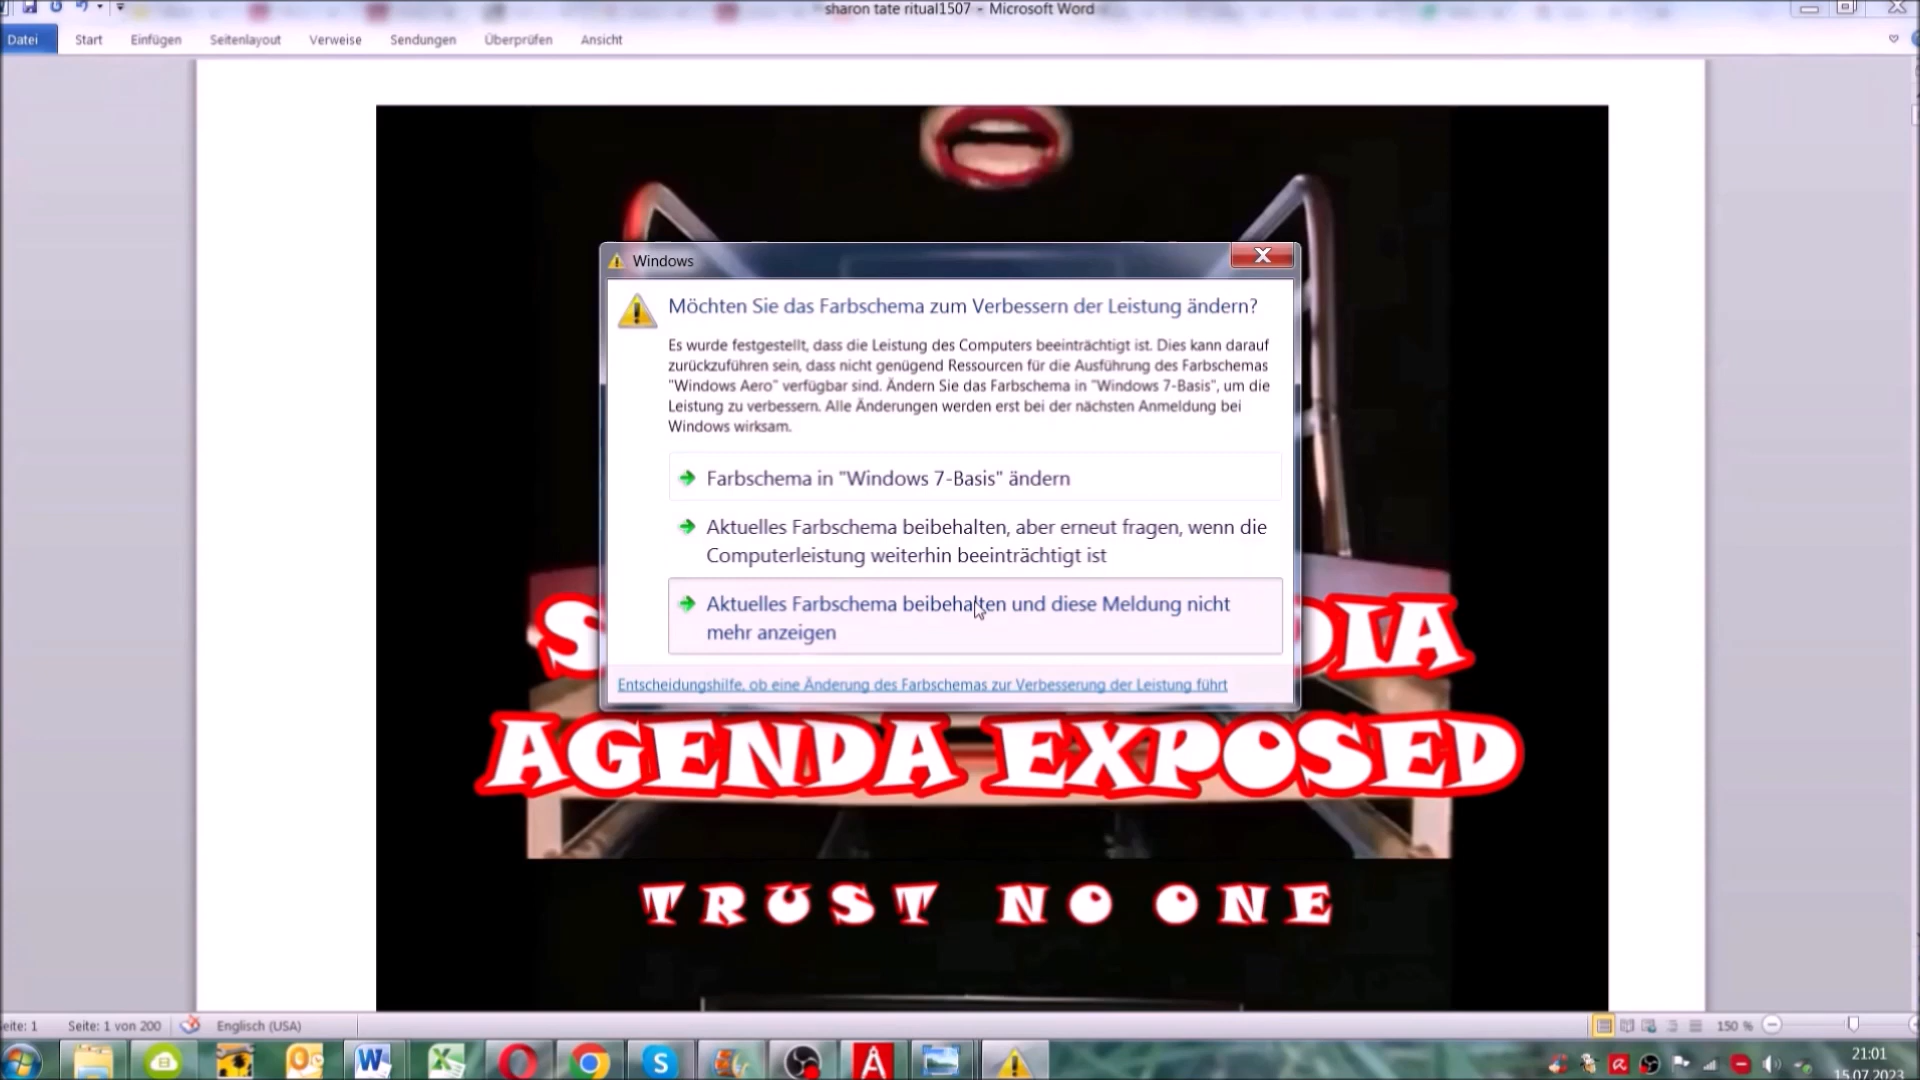 sharon tate ritual1507 - Microsoft Word
Datei Start Einfügen Seitenlayout Verweise Sendungen Überprüfen Ansicht
Windows
Möchten Sie das Farbschema zum Verbessern der Leistung ändern?
Es wurde festgestellt, dass die Leistung des Computers beeinträchtigt ist. Dies kann darauf
zurückzuführen sein, dass nicht genügend Ressourcen für die Ausführung des Farbschemas
"Windows Aero" verfügbar sind. Ändern Sie das Farbschema in "Windows 7-Basis", um die
Leistung zu verbessern. Alle Änderungen werden erst bei der nächsten Anmeldung bei
Windows wirksam.
Farbschema in "Windows 7-Basis" ändern
Aktuelles Farbschema beibehalten, aber erneut fragen, wenn die
Computerleistung weiterhin beeinträchtigt ist
Aktuelles Farbschema beibehalten und diese Meldung nicht
mehr anzeigen
Entscheidungshilfe, ob eine Änderung des Farbschemas zur Verbesserung der Leistung führt
AGENDA EXPOSED
TRUST NO ONE
eite: 1 Seite: 1 von 200 Englisch (USA) 150 %
21:01
15.07.2023